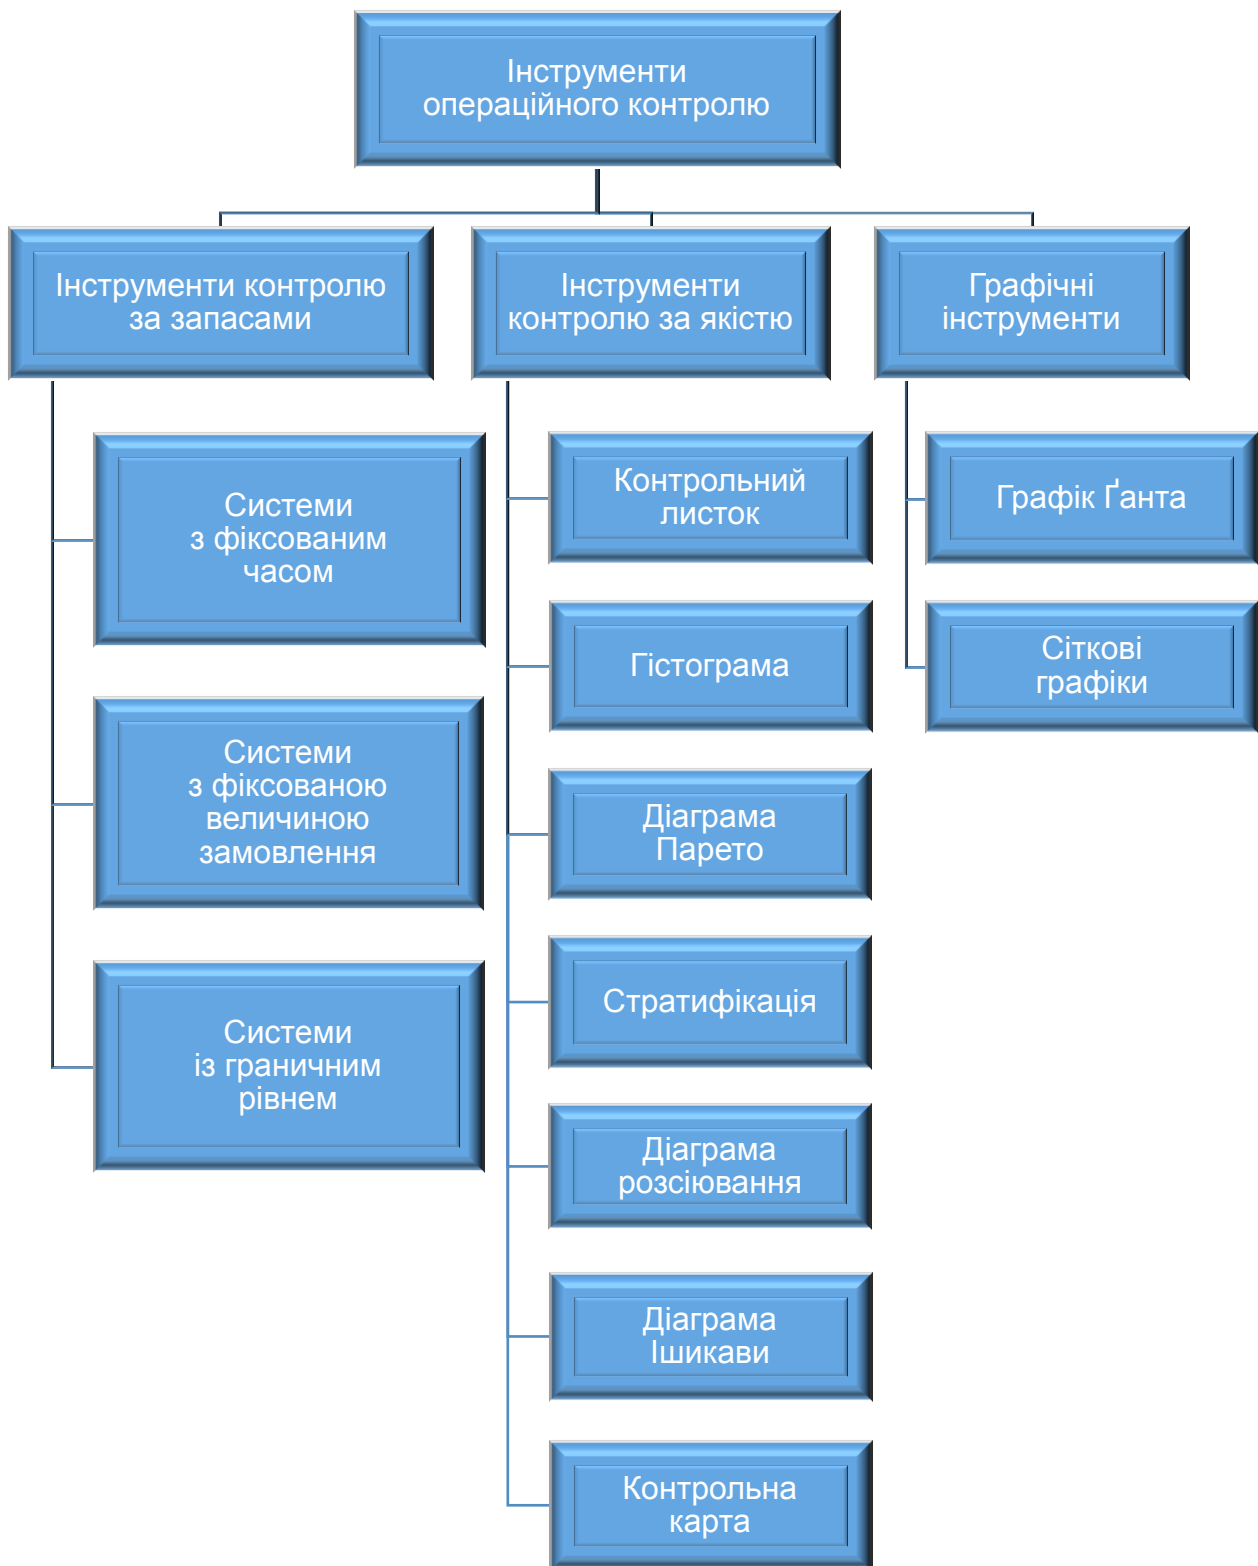 Інструменти
операційного контролю
Інструменти контролю
за запасами
Системи
з фіксованим
часом
Системи
з фіксованою
величиною
замовлення
Системи
із граничним
рівнем
Інструменти
контролю за якістю
Контрольний
листок
Гістограма
Діаграма
Парето
Стратифікація
Діаграма
розсіювання
Діаграма
Ішикави
Контрольна
карта
Графічні
інструменти
Графік Ґанта
Сіткові
графіки